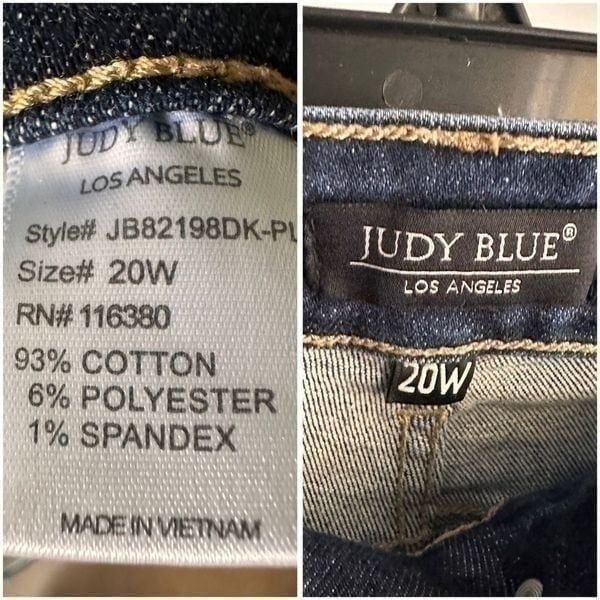 JUDY BLUE®
LOS ANGELES
Style# JB82198DK-PL
Size# 20W
RN# 116380
93% COTTON
6% POLYESTER
1% SPANDEX
MADE IN VIETNAM
JUDY BLUE®
LOS ANGELES
20W